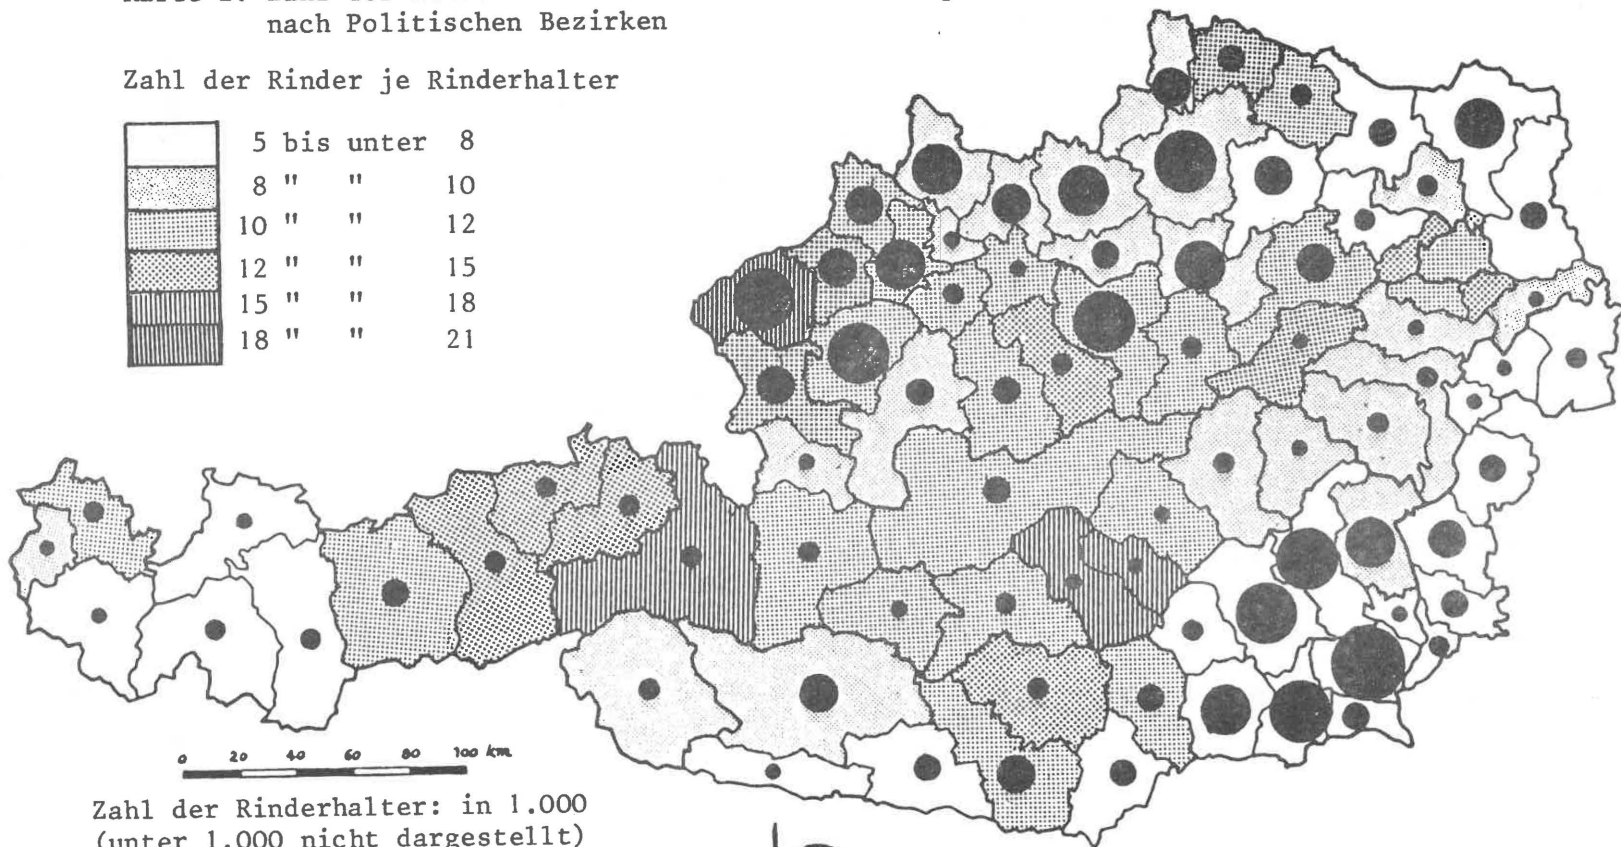 nach Politischen Bezirken
Zahl der Rinder je Rinderhalter
5 bis unter 8
8 " " 10
10 " " 12
12 " " 15
15 " " 18
18 " " 21
0 20 40 60 80 100 km
Zahl der Rinderhalter: in 1.000
(unter 1.000 nicht dargestellt)